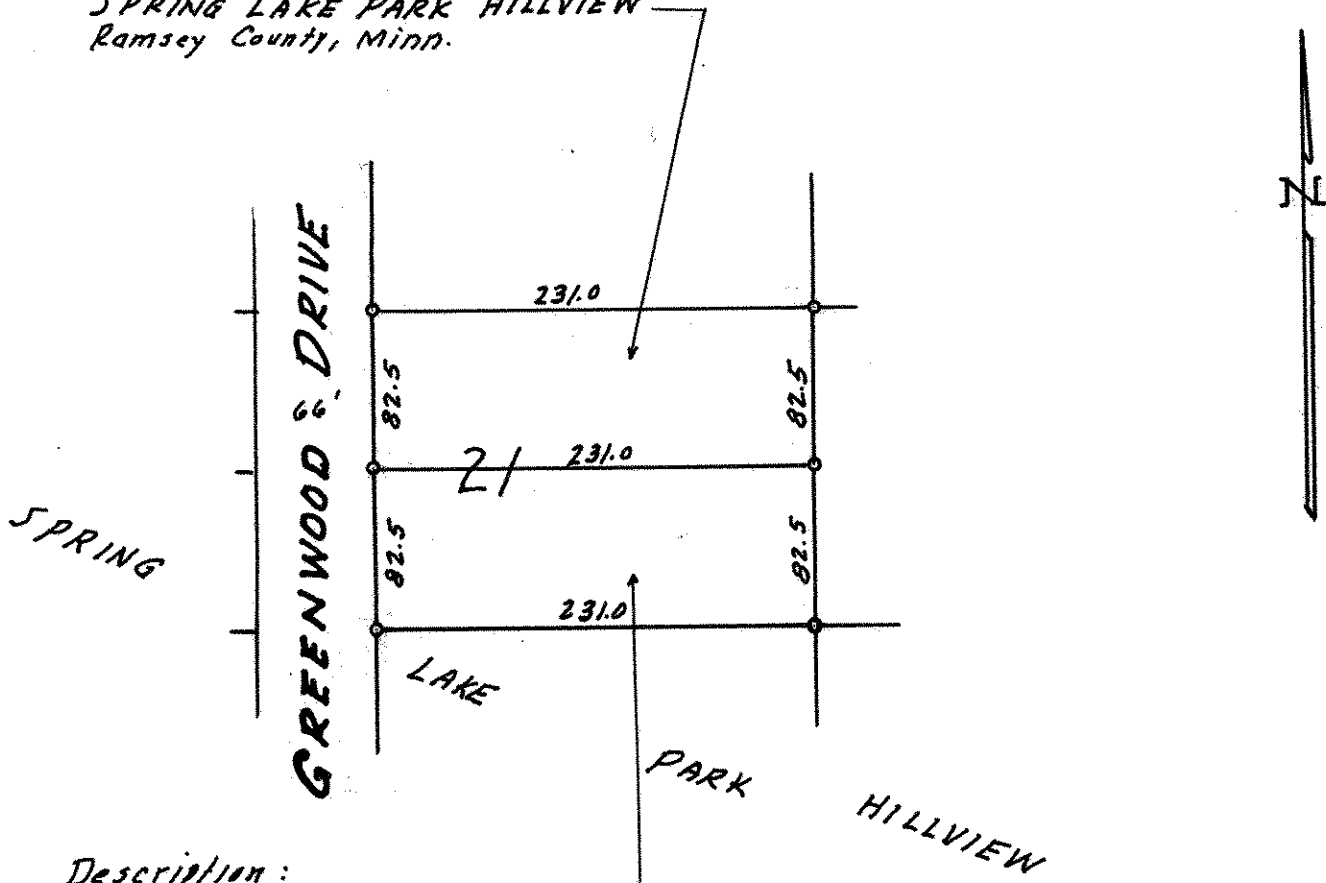 SPRING LAKE PARK HILLVIEW
Ramsey County, Minn.
N
GREENWOOD 66' DRIVE
231.0
82.5
82.5
21
231.0
82.5
82.5
231.0
SPRING
LAKE
PARK
HILLVIEW
Description: